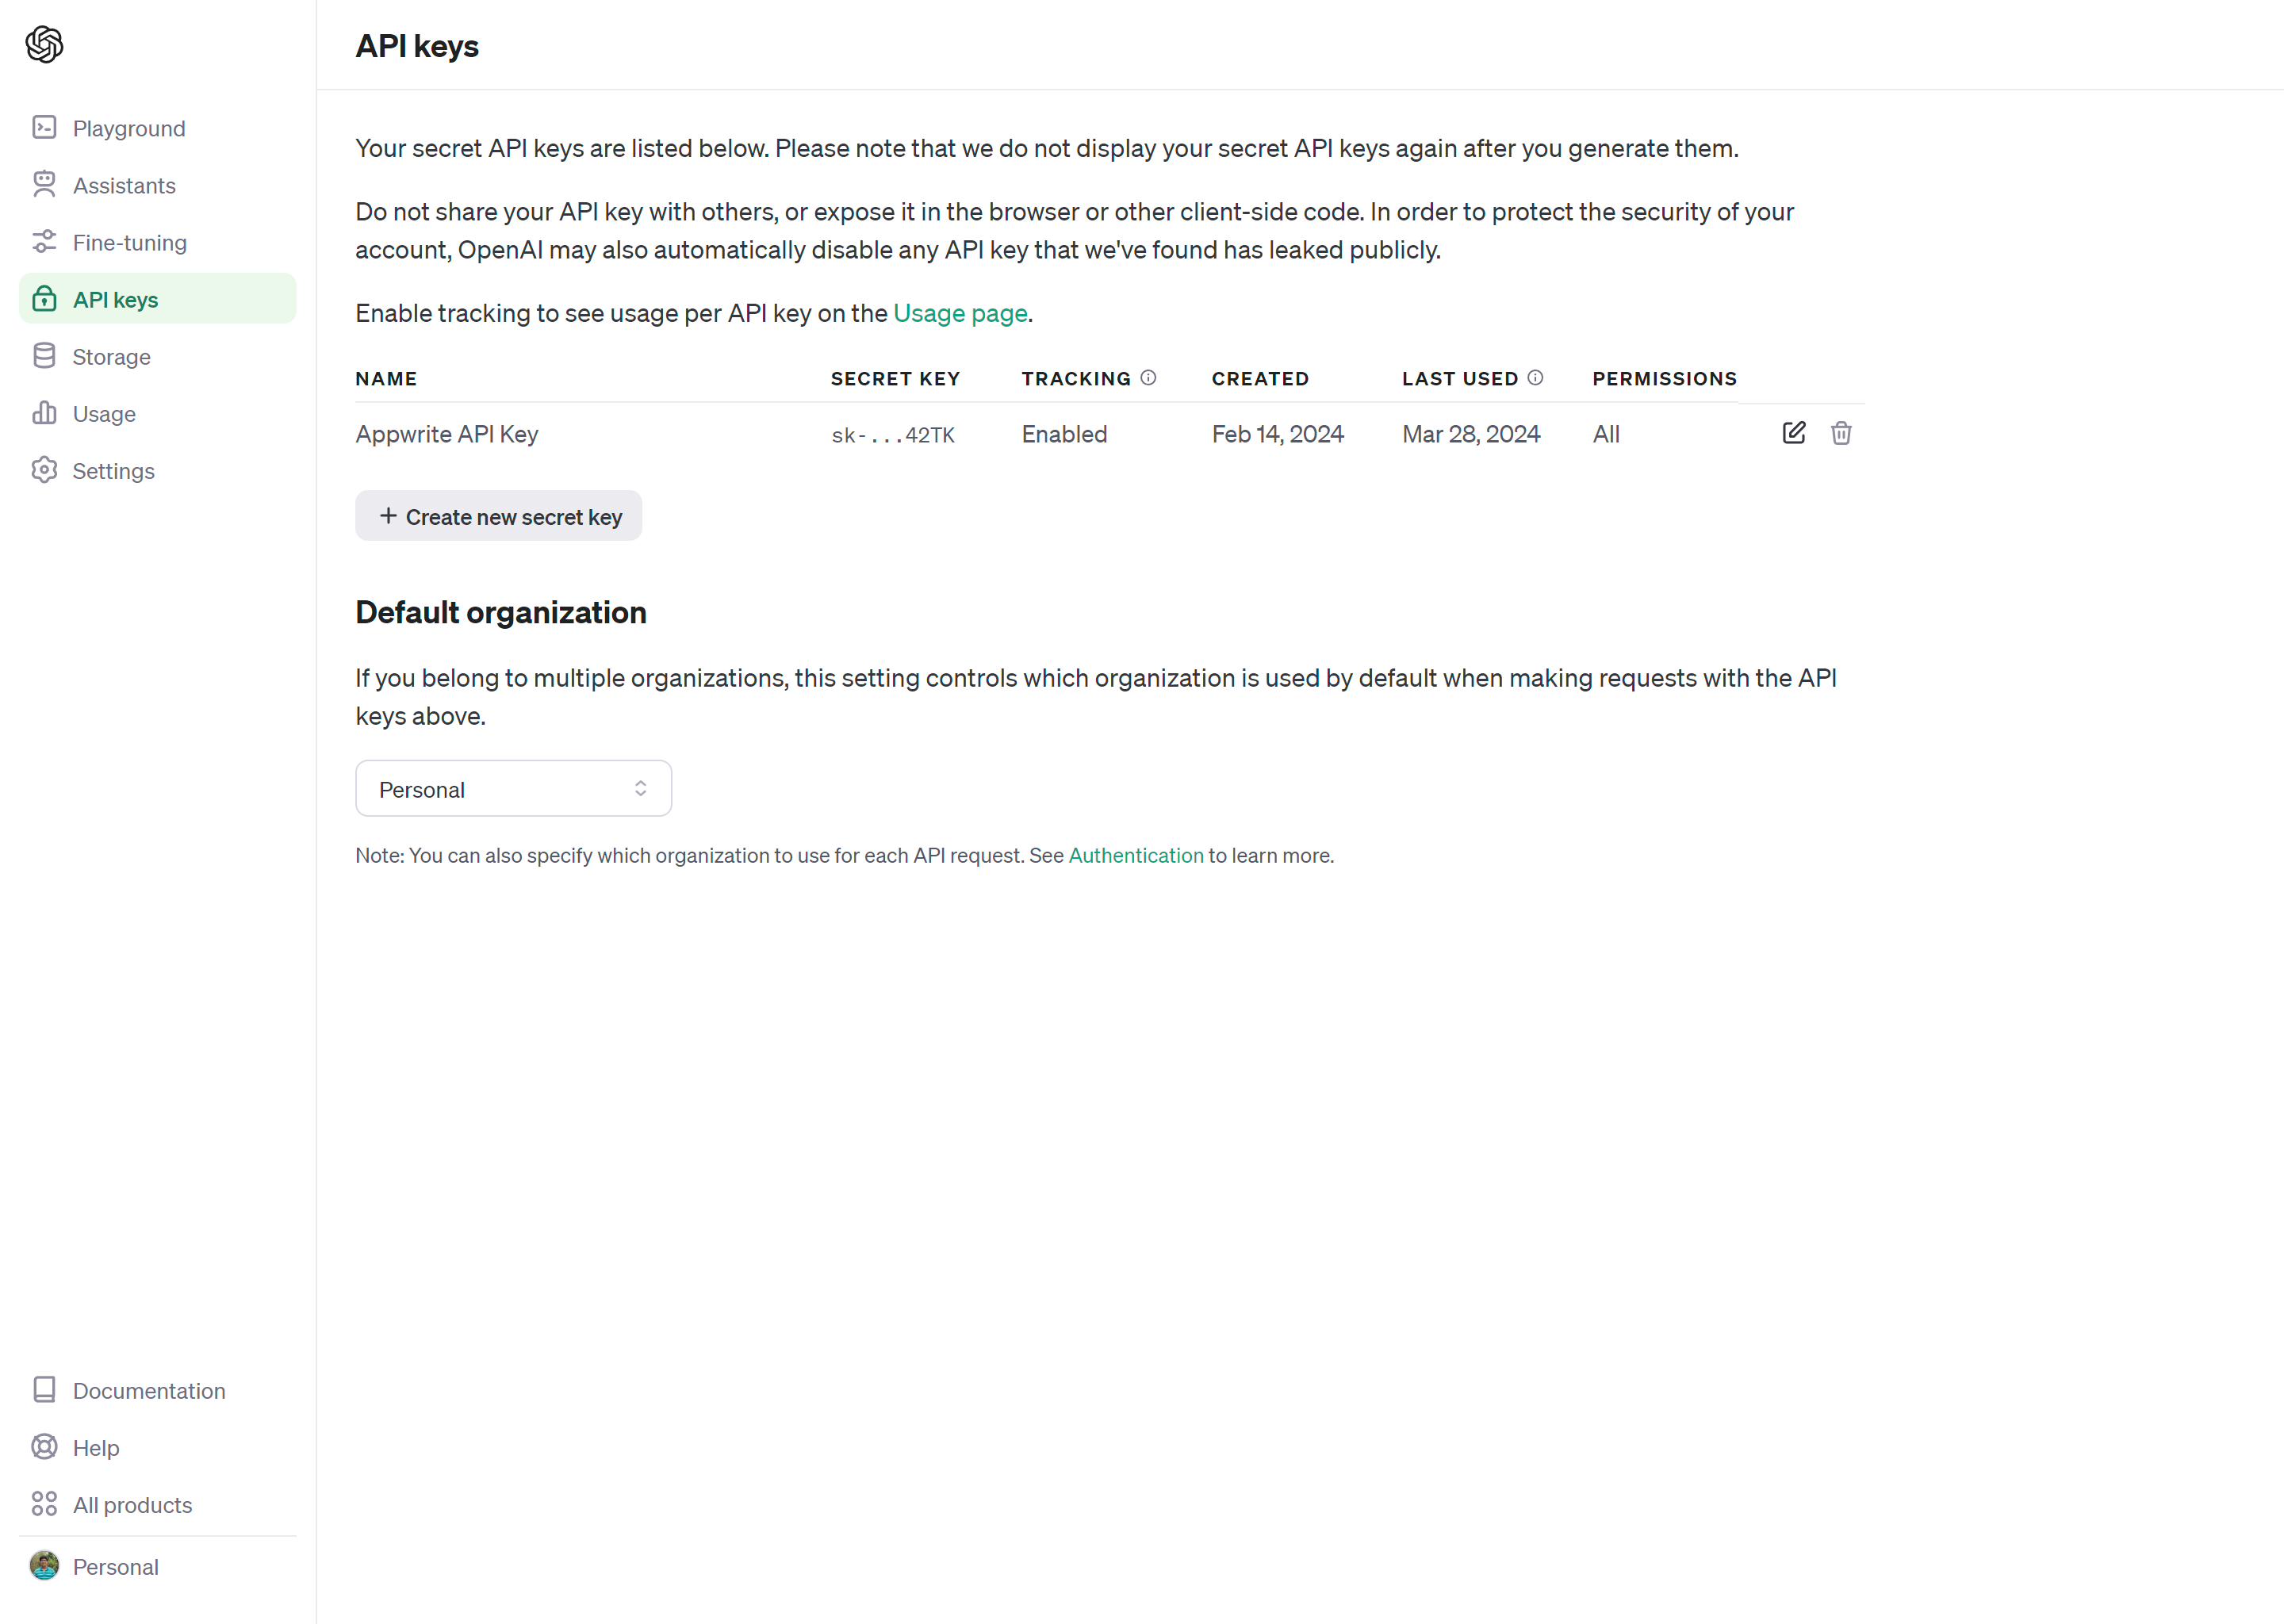 API keys
Playground
Assistants
Fine-tuning
API keys
Storage
Usage
Settings
Your secret API keys are listed below. Please note that we do not display your secret API keys again after you generate them.
Do not share your API key with others, or expose it in the browser or other client-side code. In order to protect the security of your
account, OpenAI may also automatically disable any API key that we've found has leaked publicly.
Enable tracking to see usage per API key on the Usage page.
NAME SECRET KEY TRACKING CREATED LAST USED PERMISSIONS
Appwrite API Key sk-...42TK Enabled Feb 14, 2024 Mar 28, 2024 All
+ Create new secret key
Default organization
If you belong to multiple organizations, this setting controls which organization is used by default when making requests with the API
keys above.
Personal
Note: You can also specify which organization to use for each API request. See Authentication to learn more.
Documentation
Help
All products
Personal